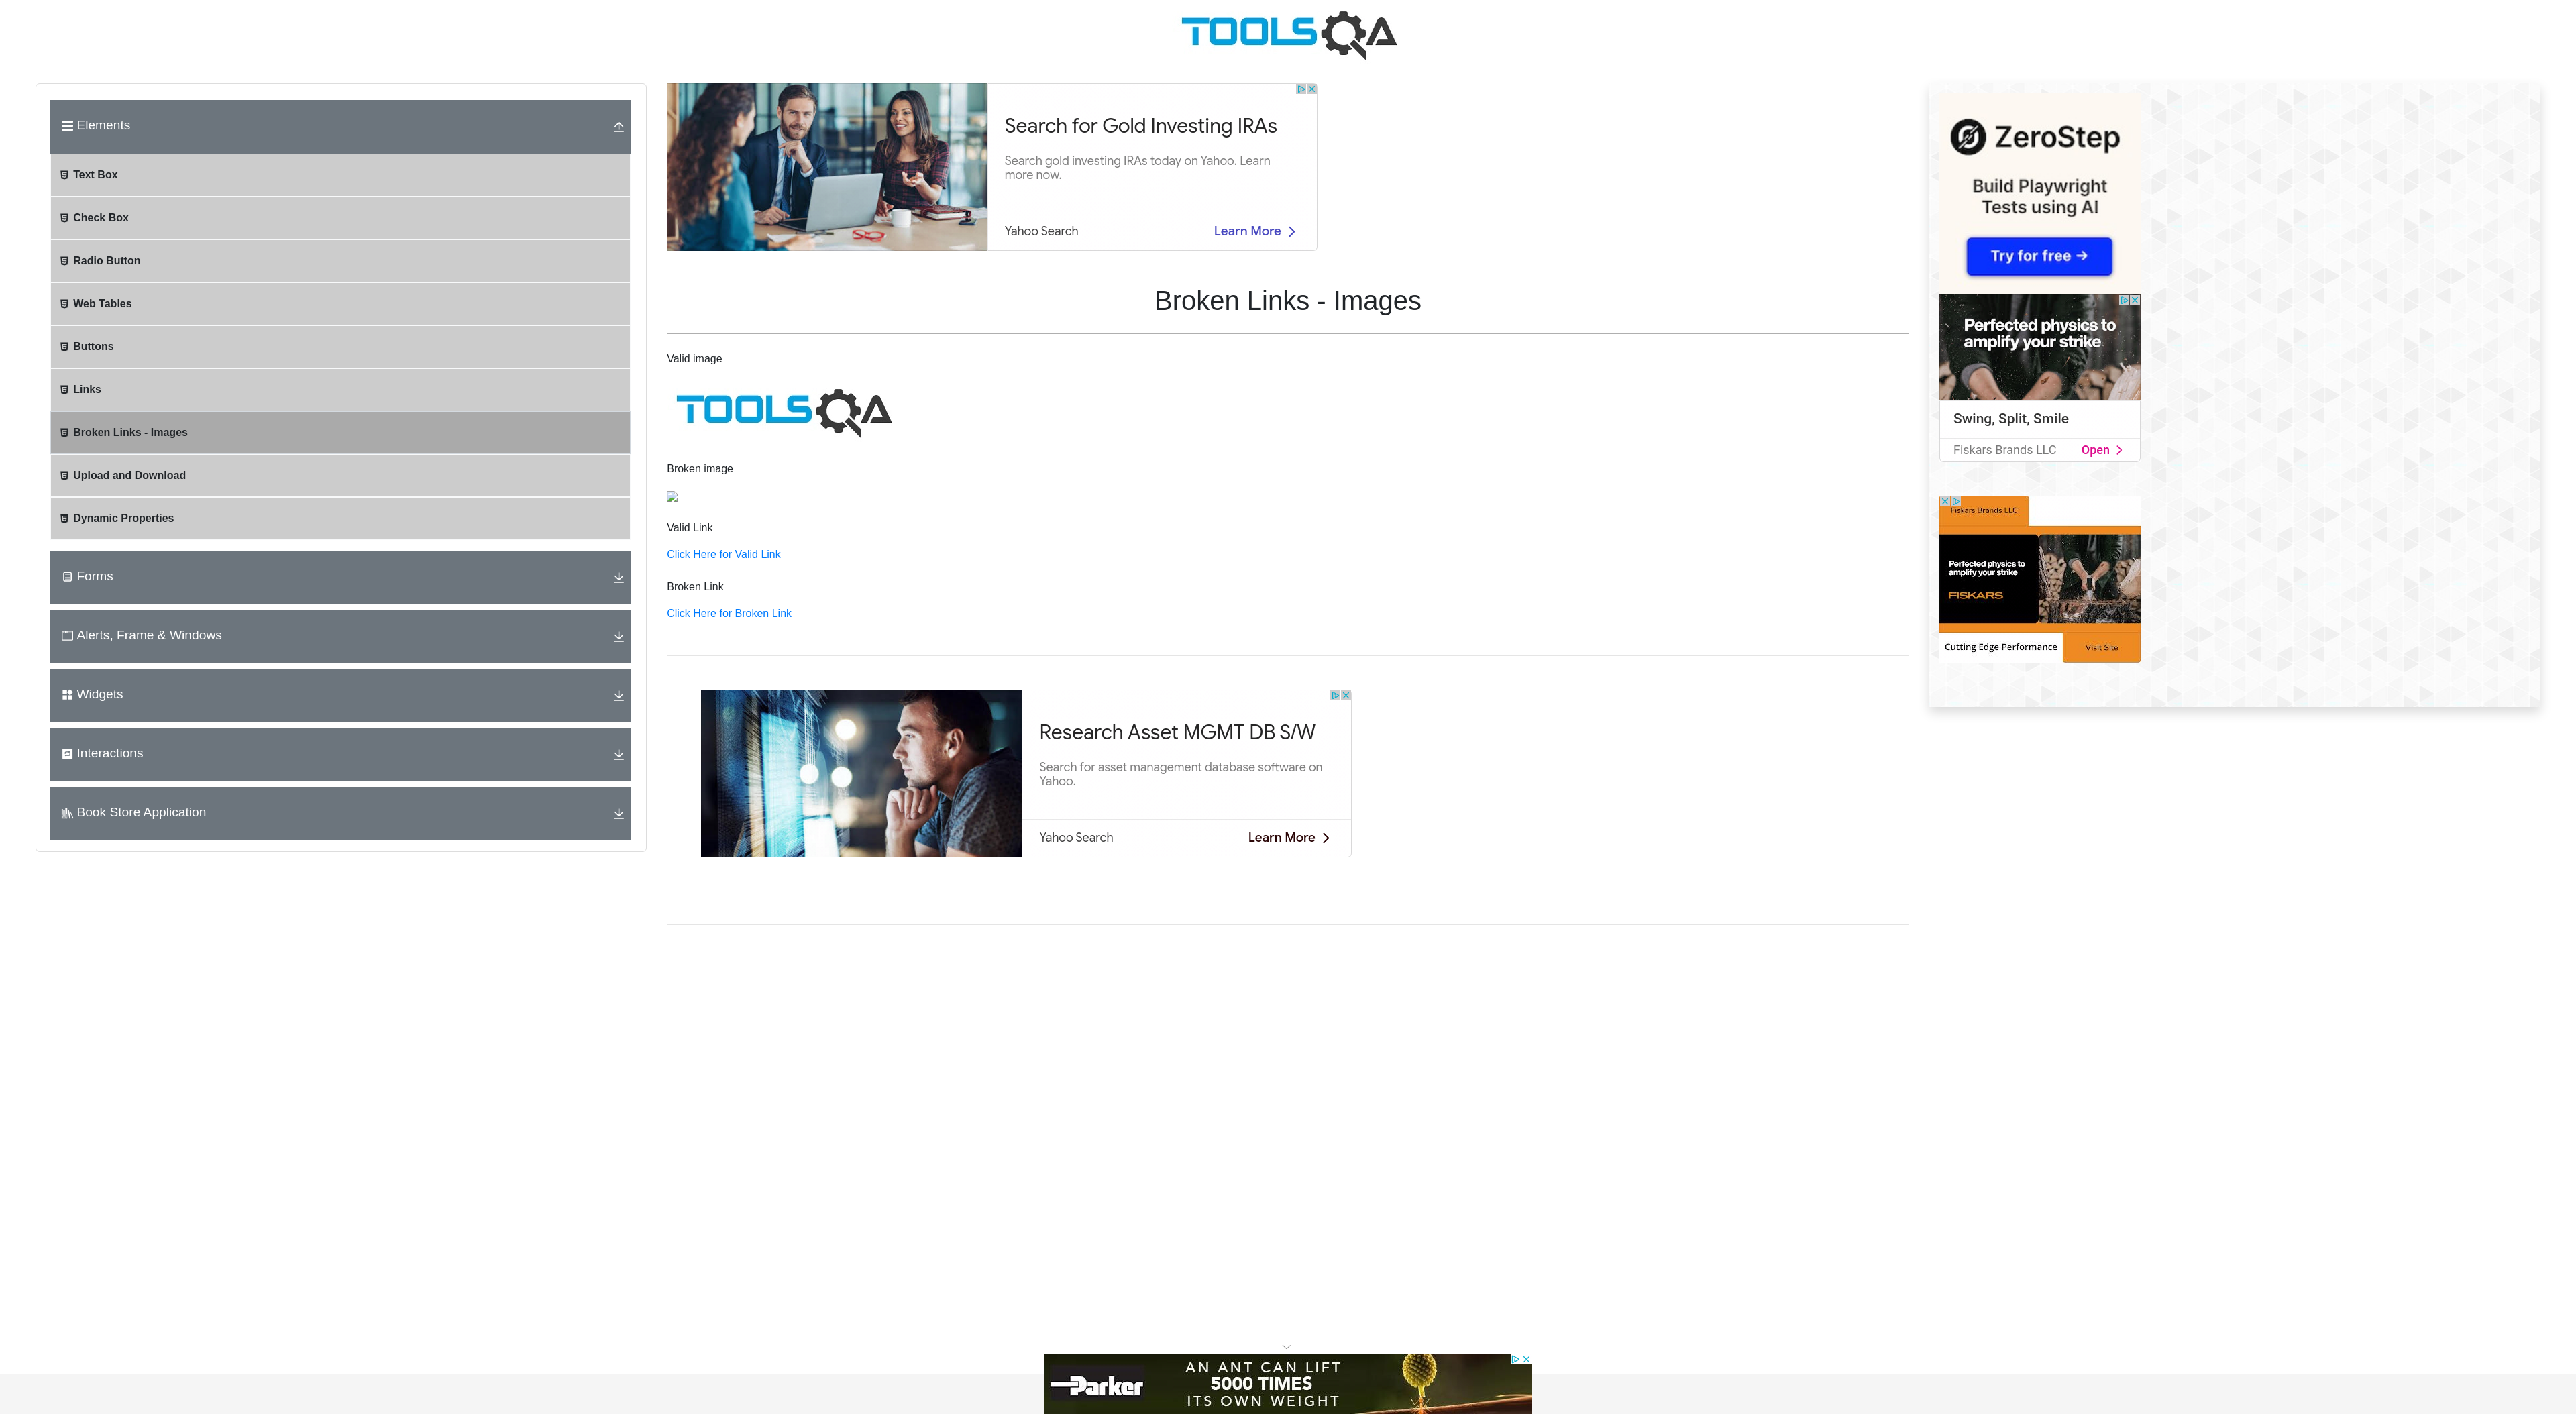 TOOLSQA
Elements
Text Box
Check Box
Radio Button
Web Tables
Buttons
Links
Broken Links - Images
Upload and Download
Dynamic Properties
Forms
Alerts, Frame & Windows
Widgets
Interactions
Book Store Application
Search for Gold Investing IRAs
Search gold investing IRAs today on Yahoo. Learn
more now.
Yahoo Search
Learn More
Broken Links - Images
Valid image
TOOLSQA
Broken image
Valid Link
Click Here for Valid Link
Broken Link
Click Here for Broken Link
Research Asset MGMT DB S/W
Search for asset management database software on
Yahoo.
Yahoo Search
Learn More
ZeroStep
Build Playwright
Tests using AI
Try for free →
Perfected physics to
amplify your strike
Swing, Split, Smile
Fiskars Brands LLC
Open
Fiskars Brands LLC
Perfected physics to
amplify your strike
FISKARS
Cutting Edge Performance
Visit Site
Parker
AN ANT CAN LIFT
5000 TIMES
ITS OWN WEIGHT